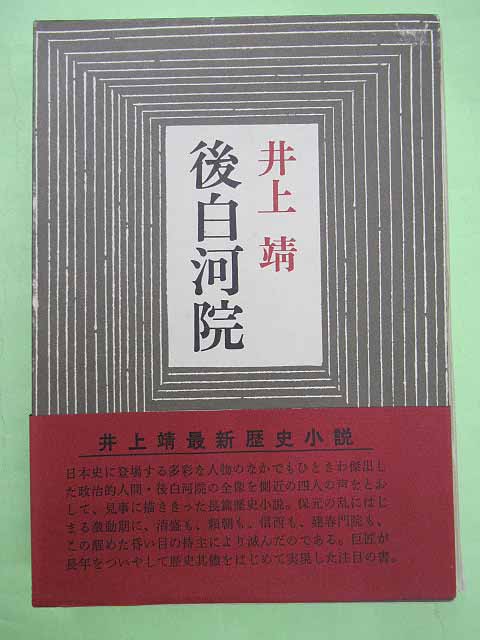 井上 靖
後白河院
井上靖最新歴史小説
日本史に登場する多彩な人物のなかでもひときわ傑出し
た政治的人間・後白河院の全像を側近の四人の声をとお
して、見事に描ききった長篇歴史小説。保元の乱にはじ
まる激動期に、清盛も、頼朝も、信西も、建春門院も、
この醒めた昏い目の持主により滅んだのである。巨匠が
長年をついやして歴史其儘をはじめて実現した注目の書。